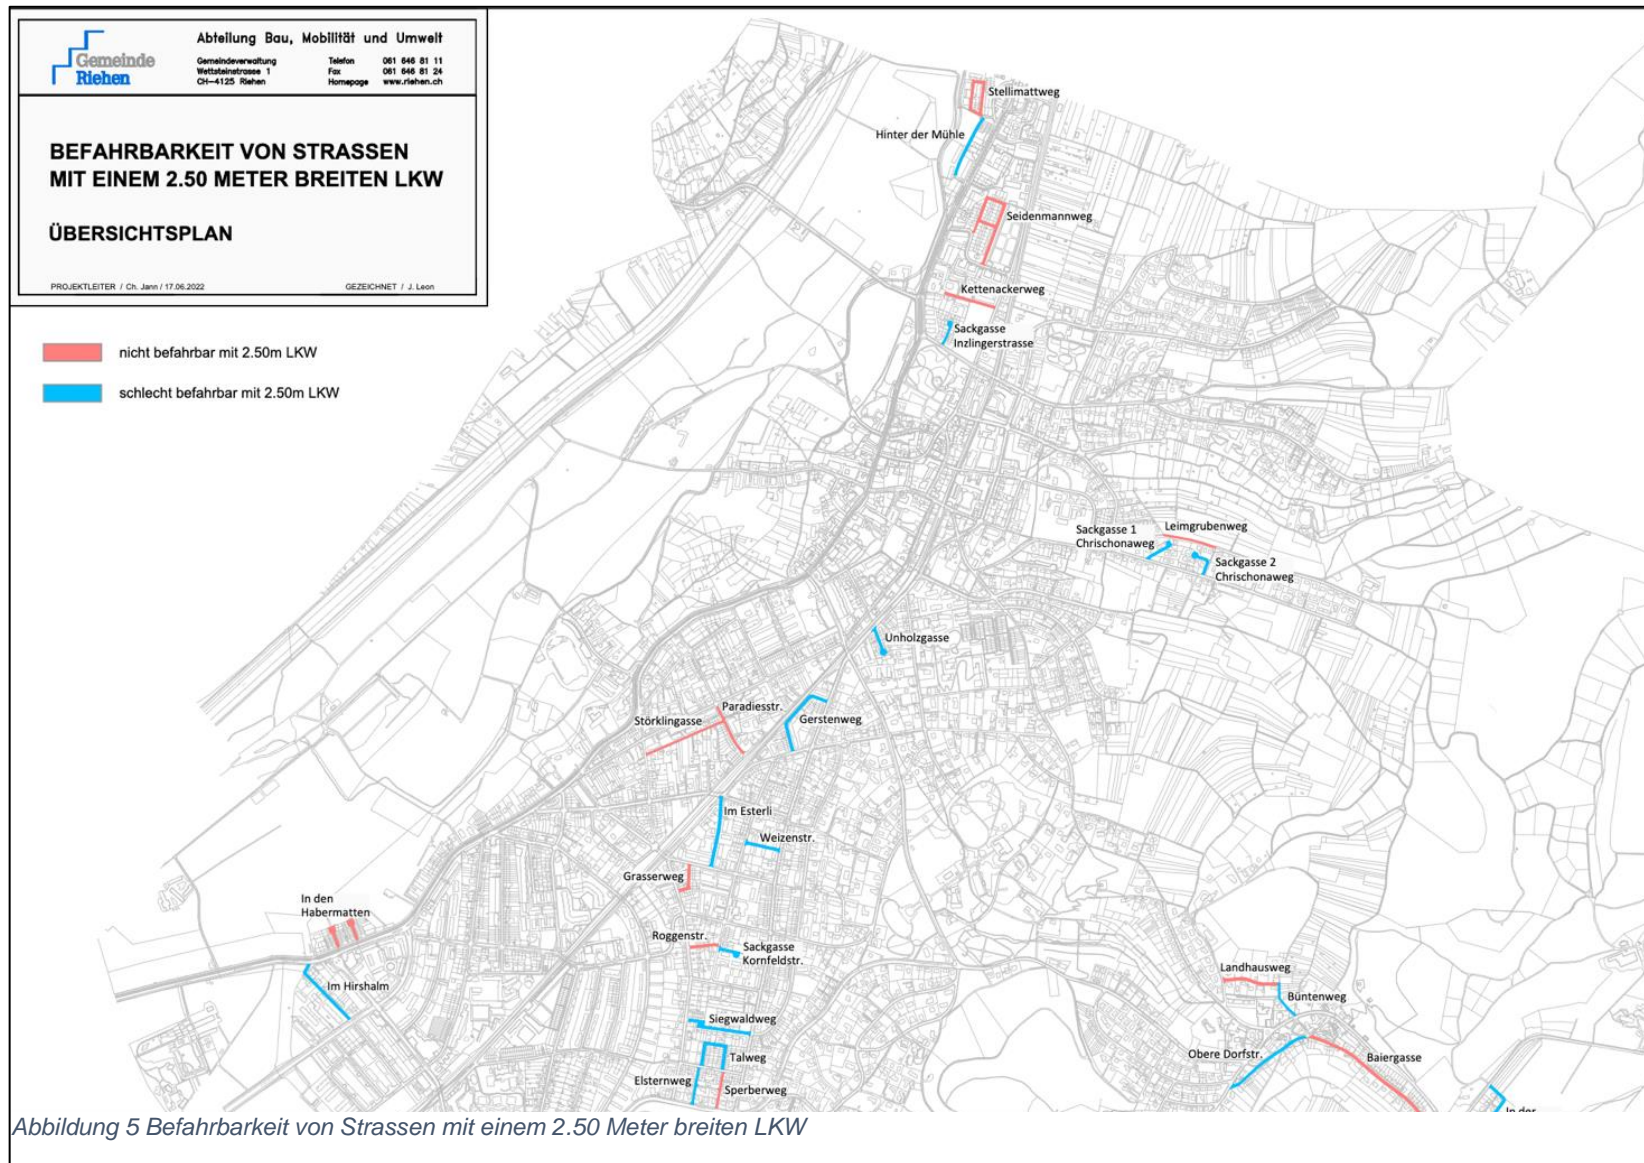 Gemeinde
Riehen
Abteilung Bau, Mobilität und Umwelt
Gemeindeverwaltung Telefon 061 646 81 11
Wettsteinstrasse 1 Fax 061 646 81 24
CH-4125 Riehen Homepage www.riehen.ch
BEFAHRBARKEIT VON STRASSEN
MIT EINEM 2.50 METER BREITEN LKW
ÜBERSICHTSPLAN
PROJEKTLEITER / Ch. Jann / 17.06.2022 GEZEICHNET / J. Leon
nicht befahrbar mit 2.50m LKW
schlecht befahrbar mit 2.50m LKW
Stellimattweg
Hinter der Mühle
Seidenmannweg
Kettenackerweg
Sackgasse
Inzlingerstrasse
Leimgrubenweg
Sackgasse 1
Chrischonaweg
Sackgasse 2
Chrischonaweg
Unholzgasse
Paradiesstr.
Störklingasse
Gerstenweg
Im Esterli
Weizenstr.
Grasserweg
In den
Habermatten
Roggenstr.
Sackgasse
Kornfeldstr.
Landhausweg
Im Hirshalm
Büntenweg
Siegwaldweg
Talweg
Obere Dorfstr.
Baiergasse
Elsternweg
Sperberweg
In der
Abbildung 5 Befahrbarkeit von Strassen mit einem 2.50 Meter breiten LKW